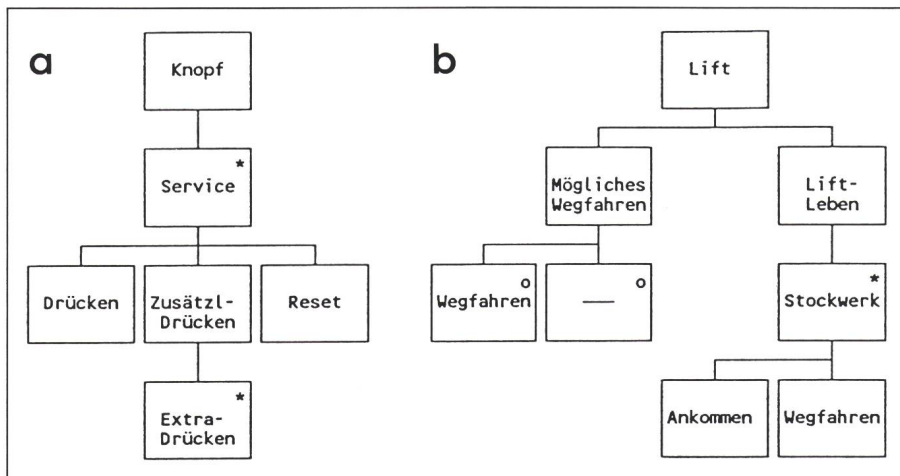 a
Knopf
Service *
Drücken
Zusätzl-
Drücken
Reset
*
Extra-
Drücken
b
Lift
Mögliches
Wegfahren
Lift-
Leben
o
Wegfahren
o
—
*
Stockwerk
Ankommen
Wegfahren